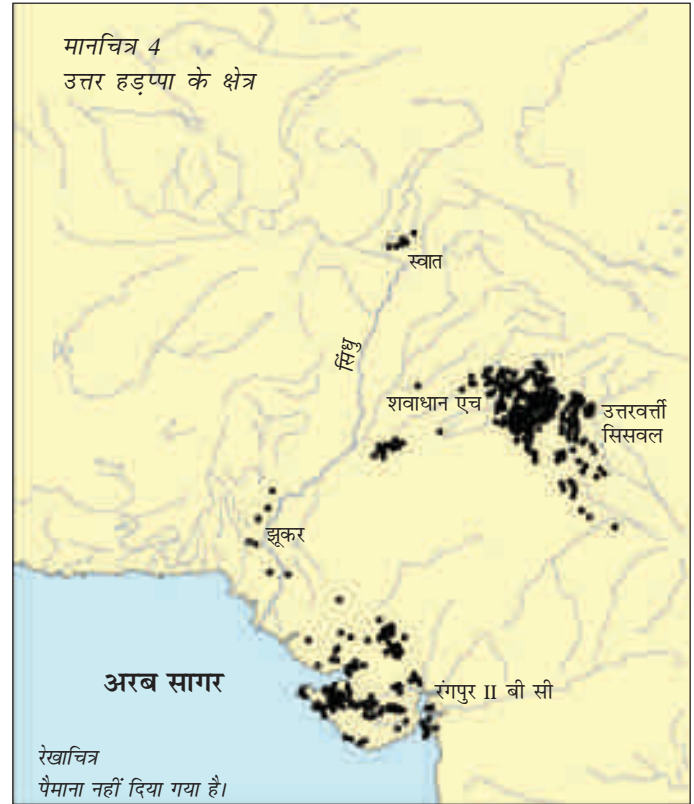 मानचित्र 4
उत्तर हड़प्पा के क्षेत्र
स्वात
सिंधु
शवाधान एच
उत्तरवर्त्ती
सिसवल
झूकर
अरब सागर
रंगपुर II बी सी
रेखाचित्र
पैमाना नहीं दिया गया है।